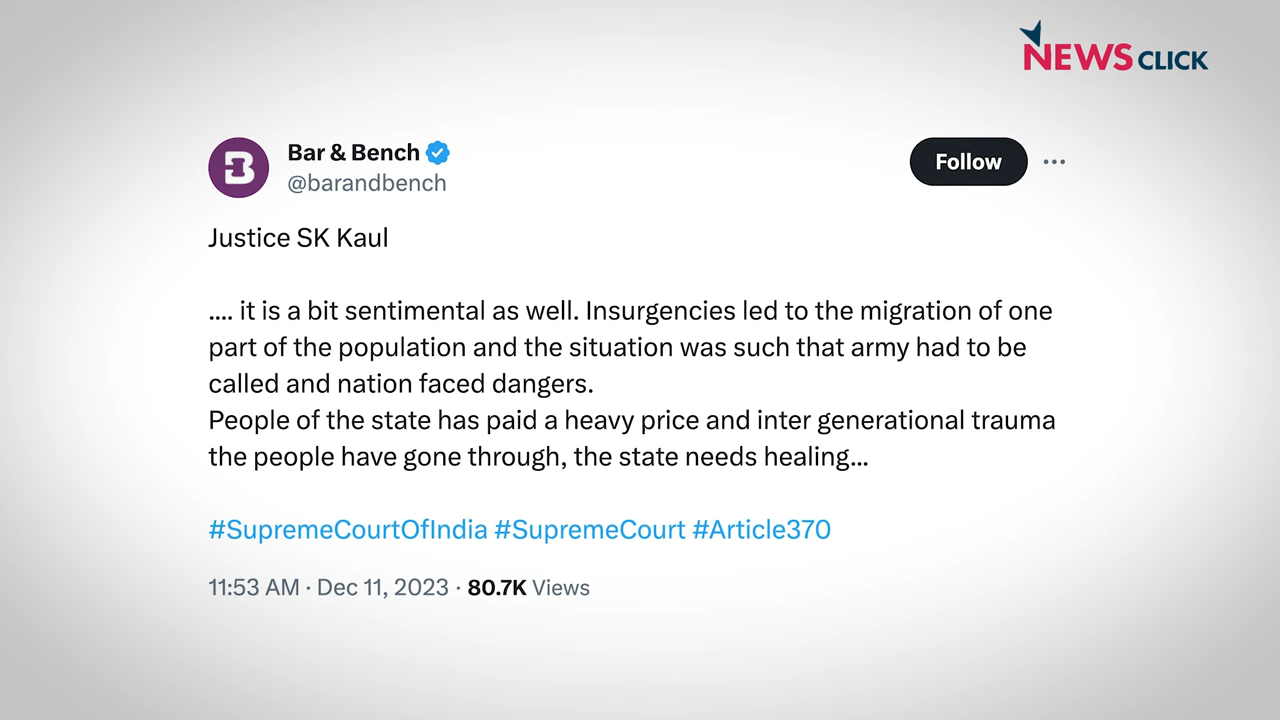 NEWS CLICK
Bar & Bench
@barandbench
Follow
Justice SK Kaul
.... it is a bit sentimental as well. Insurgencies led to the migration of one
part of the population and the situation was such that army had to be
called and nation faced dangers.
People of the state has paid a heavy price and inter generational trauma
the people have gone through, the state needs healing...
#SupremeCourtOfIndia #SupremeCourt #Article370
11:53 AM · Dec 11, 2023 · 80.7K Views